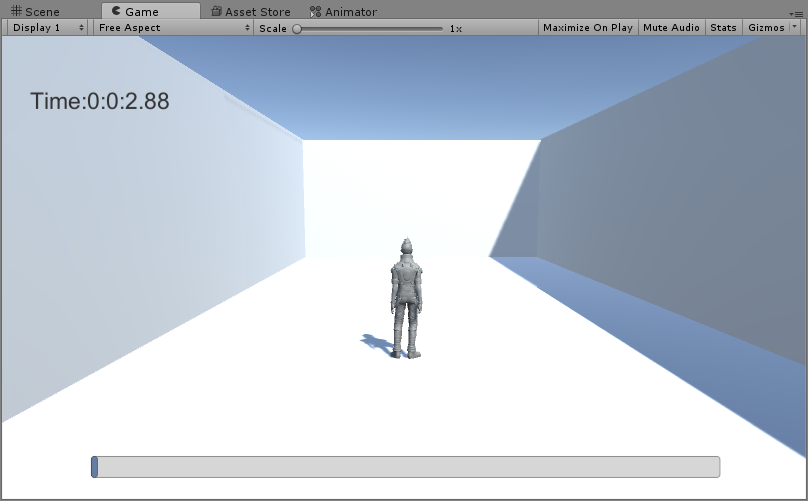 Scene Game Asset Store Animator
Display 1 Free Aspect Scale 1x Maximize On Play Mute Audio Stats Gizmos
Time:0:0:2.88